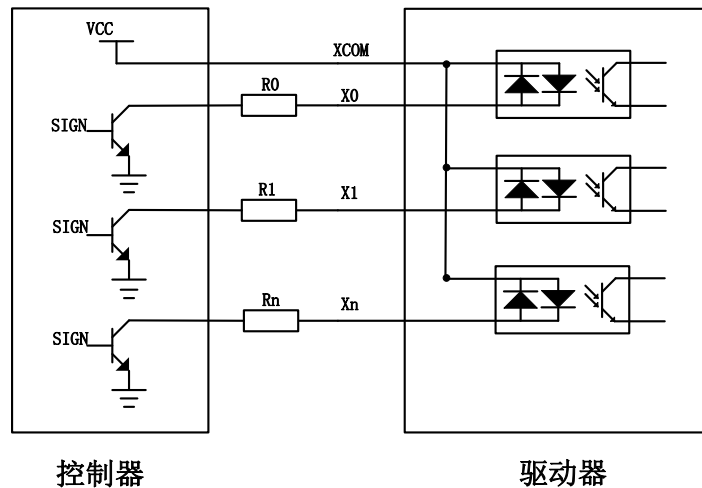 VCC
XCOM
R0
X0
SIGN
R1
X1
SIGN
Rn
Xn
SIGN
控制器
驱动器